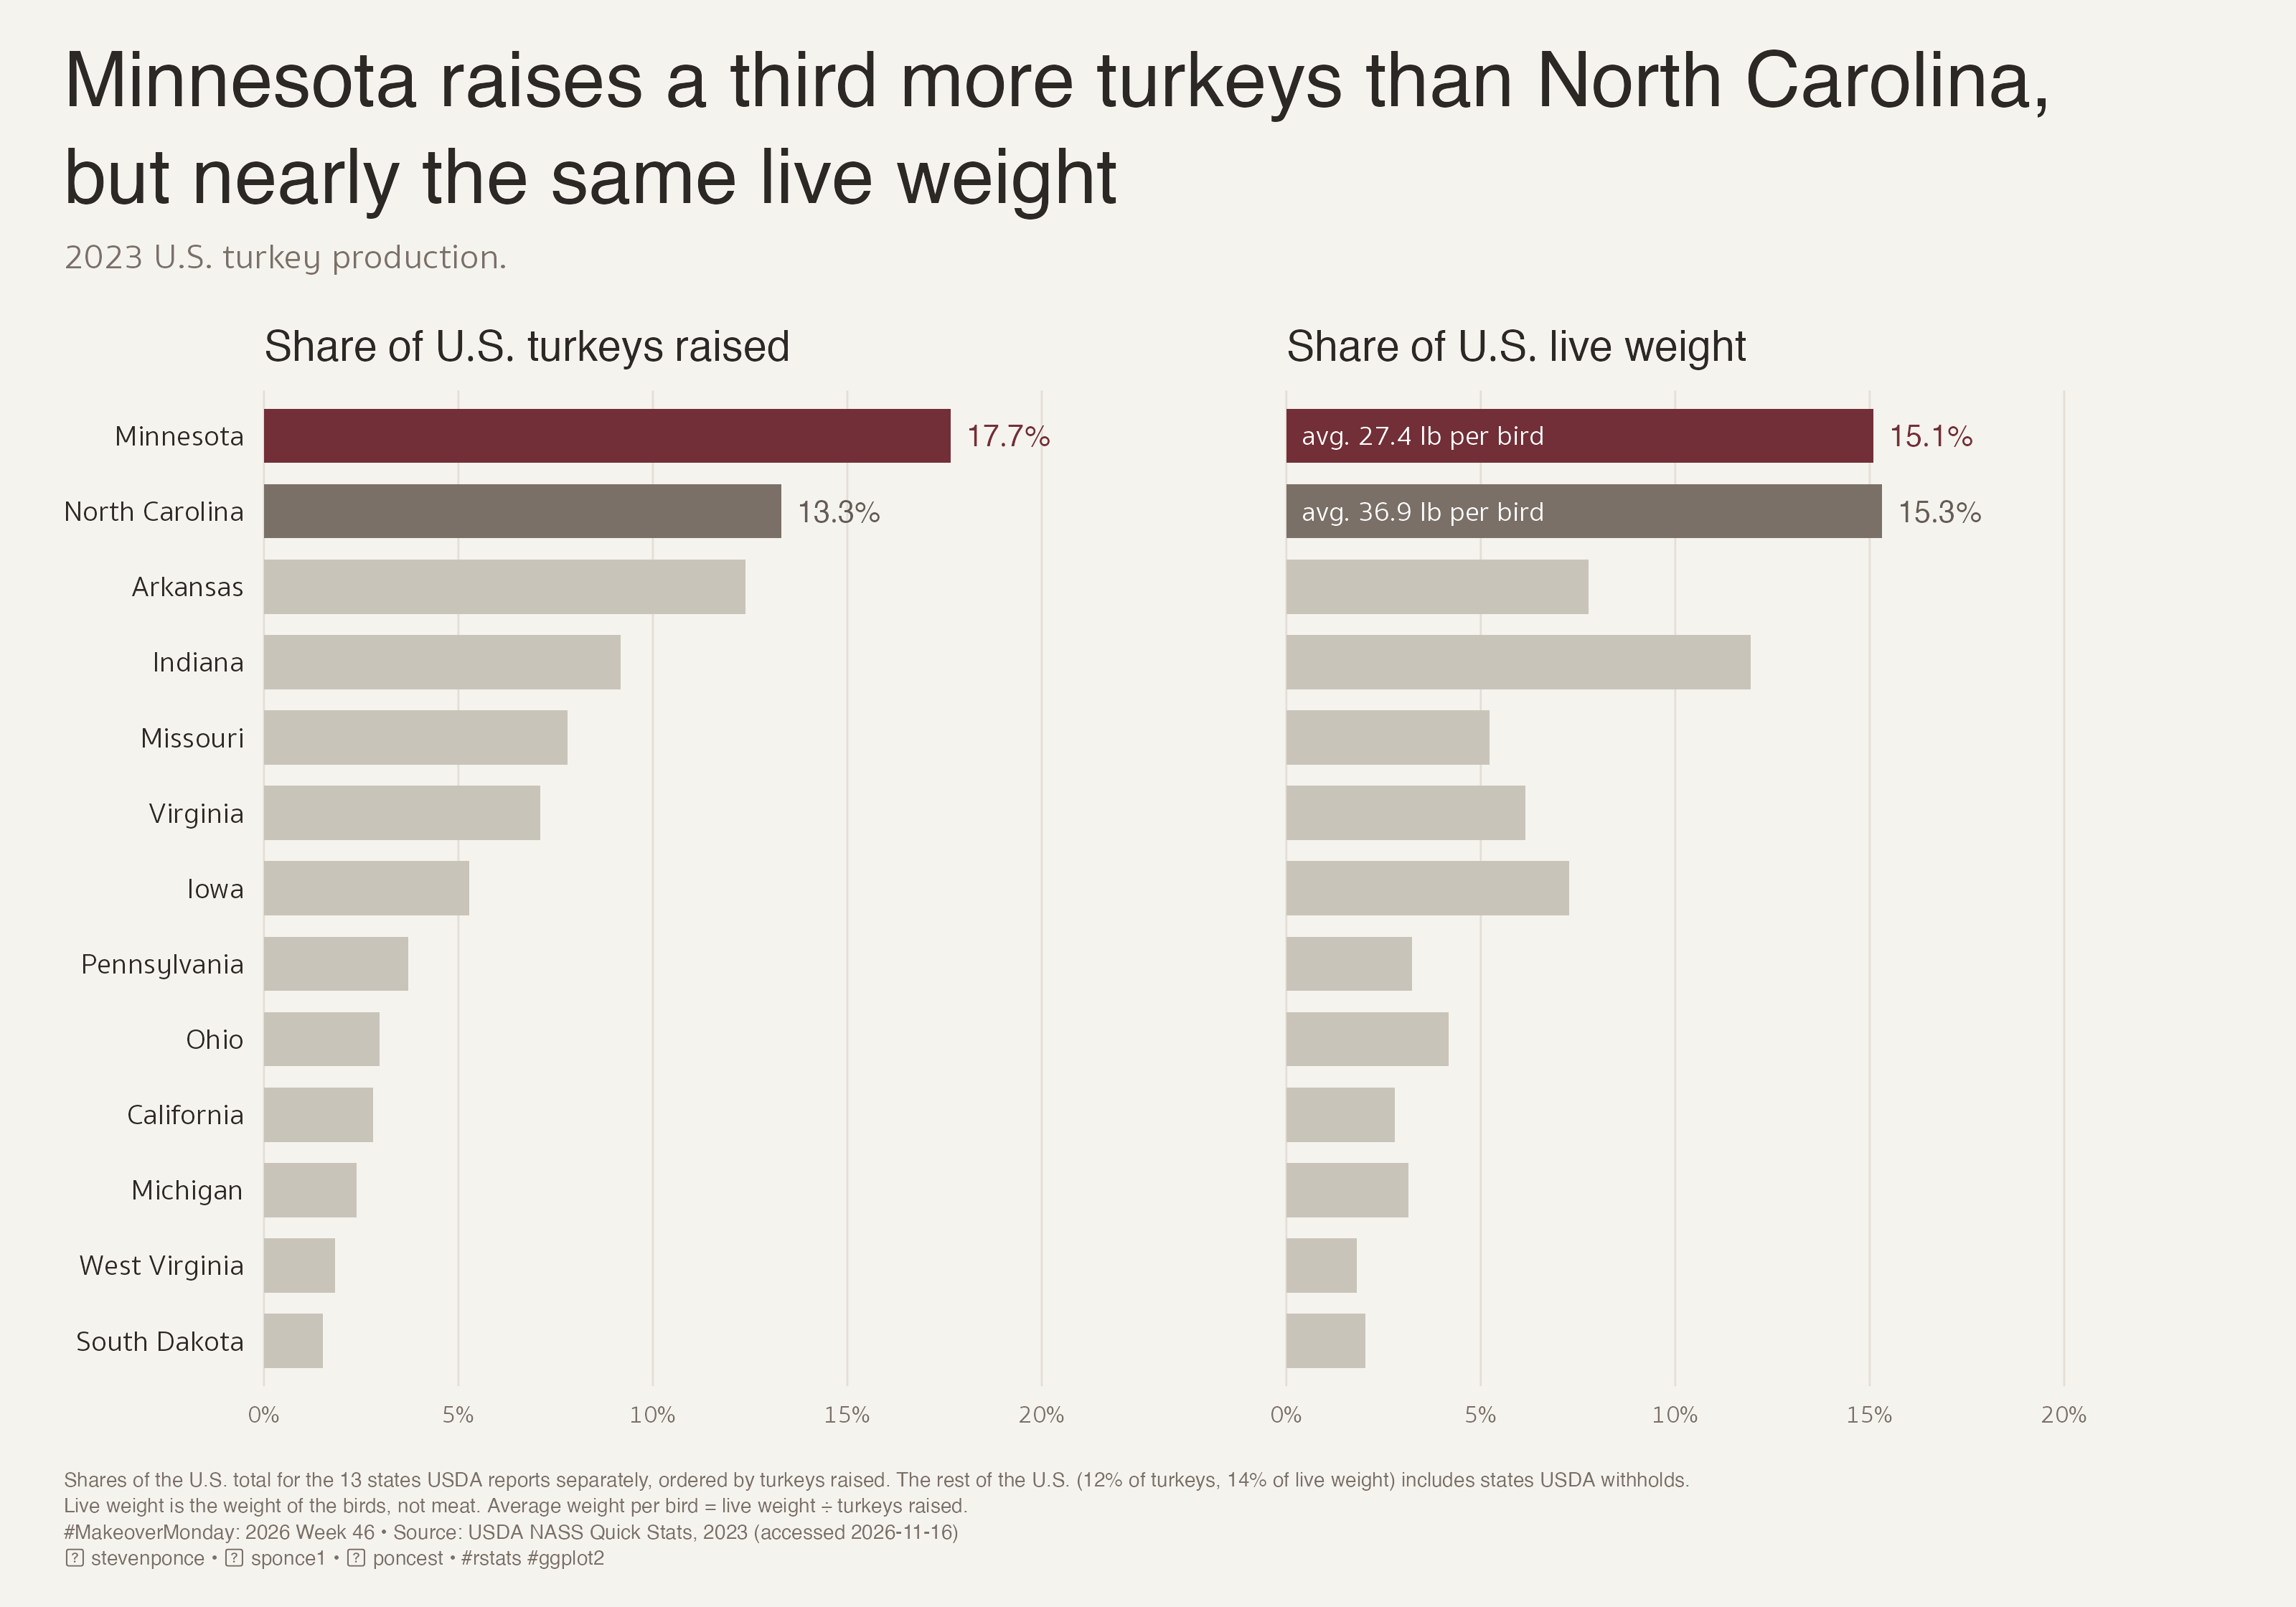 Minnesota raises a third more turkeys than North Carolina,
but nearly the same live weight
2023 U.S. turkey production.
Share of U.S. turkeys raised
Minnesota
17.7%
North Carolina
13.3%
Arkansas
Indiana
Missouri
Virginia
Iowa
Pennsylvania
Ohio
California
Michigan
West Virginia
South Dakota
0% 5% 10% 15% 20%
Share of U.S. live weight
avg. 27.4 lb per bird
15.1%
avg. 36.9 lb per bird
15.3%
0% 5% 10% 15% 20%
Shares of the U.S. total for the 13 states USDA reports separately, ordered by turkeys raised. The rest of the U.S. (12% of turkeys, 14% of live weight) includes states USDA withholds.
Live weight is the weight of the birds, not meat. Average weight per bird = live weight ÷ turkeys raised.
#MakeoverMonday: 2026 Week 46 • Source: USDA NASS Quick Stats, 2023 (accessed 2026-11-16)
⍰ stevenponce • ⍰ sponce1 • ⍰ poncest • #rstats #ggplot2